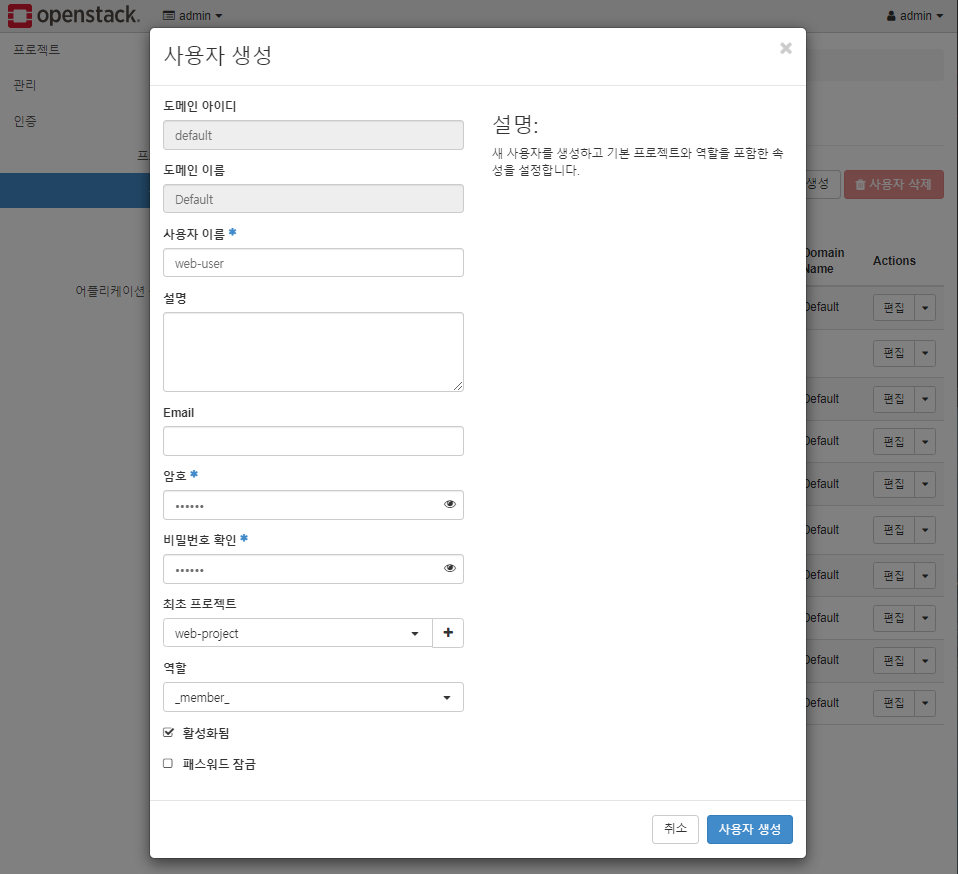 openstack.
admin
admin
프로젝트
관리
인증
어플리케이션
사용자 생성
×
도메인 아이디
default
도메인 이름
Default
사용자 이름 *
web-user
설명
Email
암호 *
••••••
비밀번호 확인 *
••••••
최초 프로젝트
web-project
+
역할
_member_
활성화됨
패스워드 잠금
설명:
새 사용자를 생성하고 기본 프로젝트와 역할을 포함한 속
성을 설정합니다.
취소
사용자 생성
생성
사용자 삭제
Domain
Name
Actions
Default
편집
편집
Default
편집
Default
편집
Default
편집
Default
편집
Default
편집
Default
편집
Default
편집
Default
편집